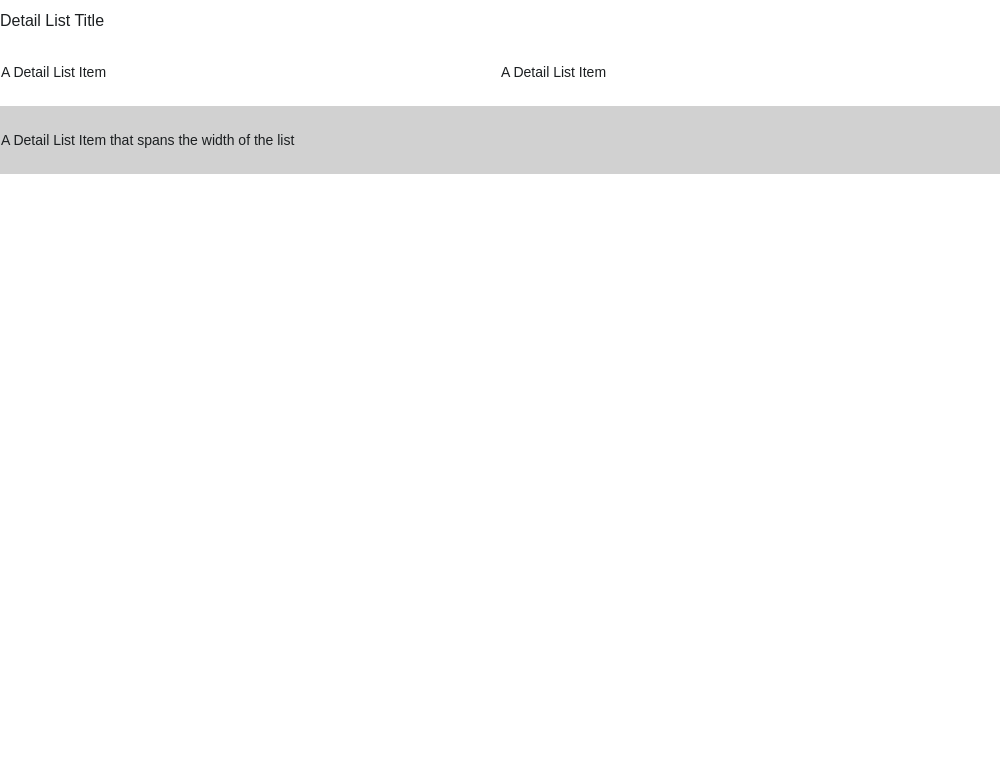 Detail List Title
A Detail List Item
A Detail List Item
A Detail List Item that spans the width of the list